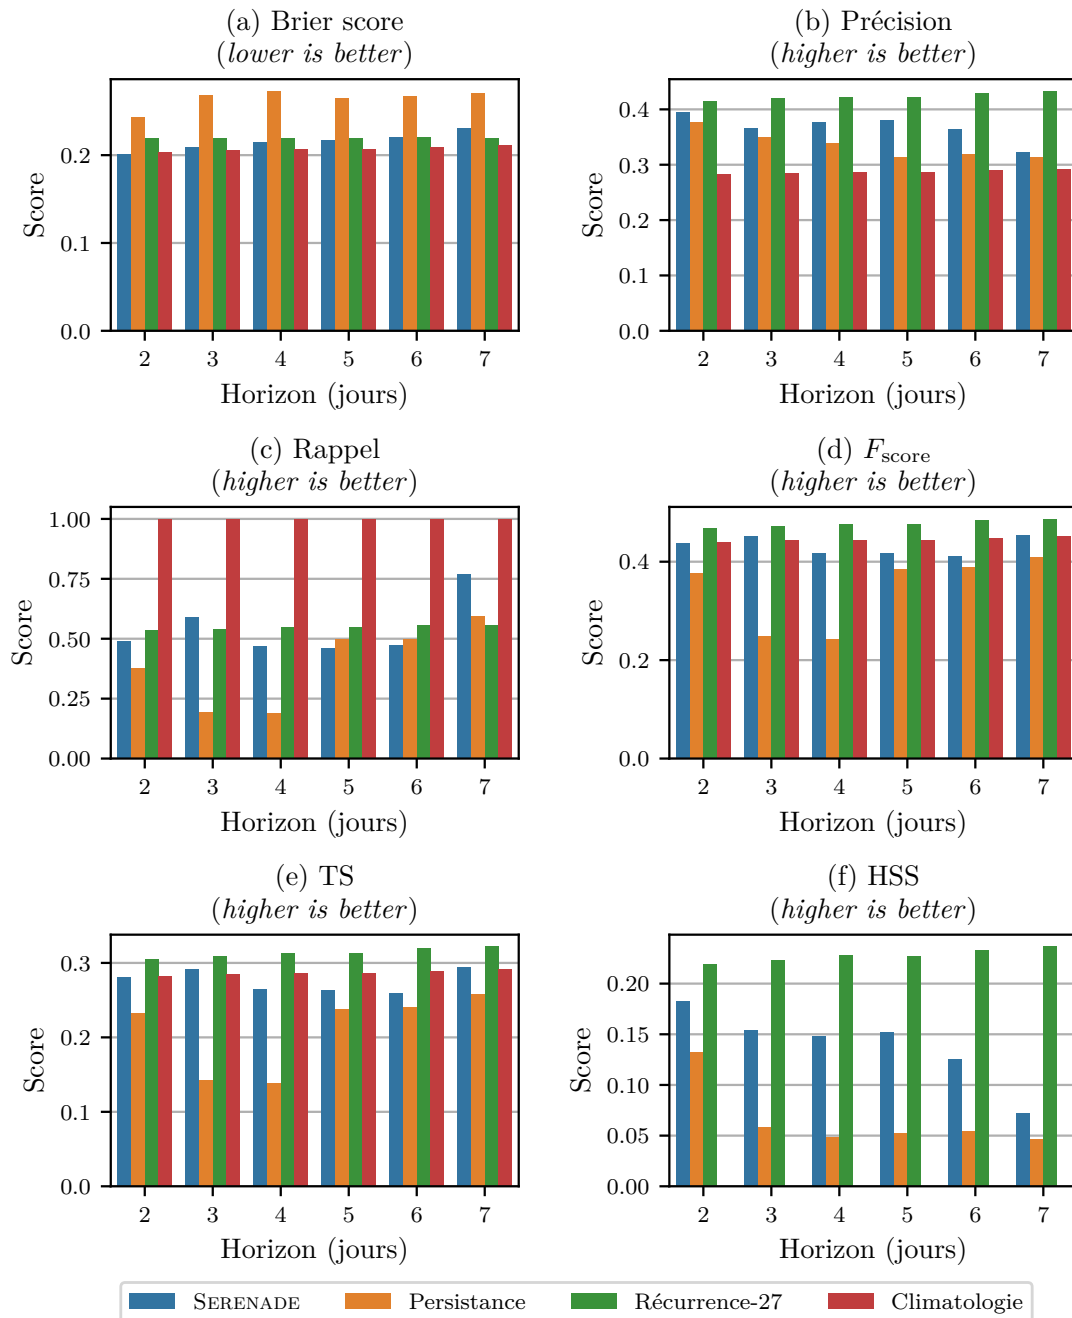 (a) Brier score
(lower is better)
0.2
0.1
0.0
Score
2 3 4 5 6 7
Horizon (jours)
(b) Précision
(higher is better)
0.4
0.3
0.2
0.1
0.0
Score
2 3 4 5 6 7
Horizon (jours)
(c) Rappel
(higher is better)
1.00
0.75
0.50
0.25
0.00
Score
2 3 4 5 6 7
Horizon (jours)
(d) Fscore
(higher is better)
0.4
0.2
0.0
Score
2 3 4 5 6 7
Horizon (jours)
(e) TS
(higher is better)
0.3
0.2
0.1
0.0
Score
2 3 4 5 6 7
Horizon (jours)
(f) HSS
(higher is better)
0.20
0.15
0.10
0.05
0.00
Score
2 3 4 5 6 7
Horizon (jours)
SERENADE Persistance Récurrence-27 Climatologie